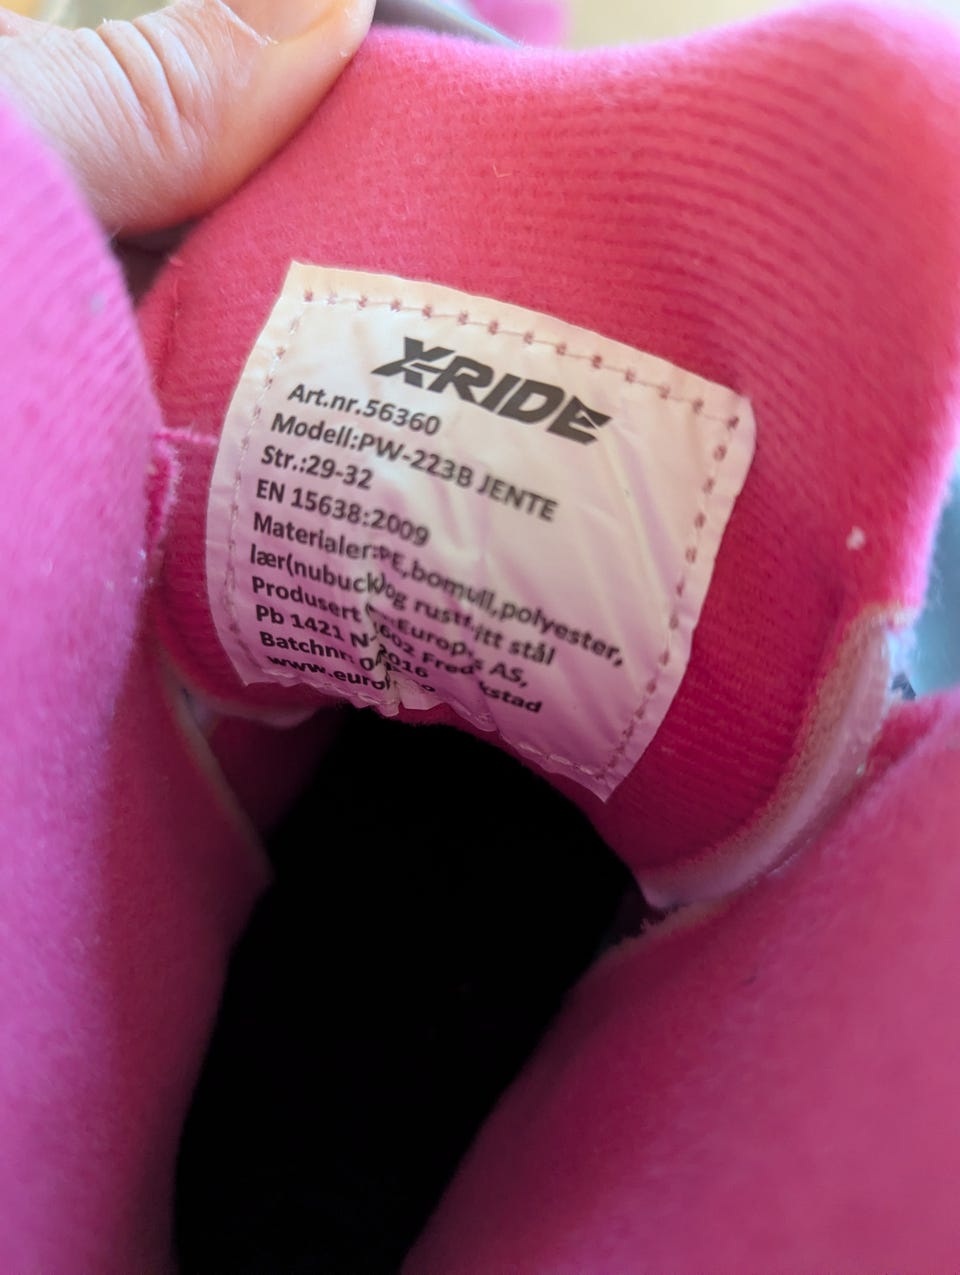 X-RIDE
Art.nr.56360
Modell:PW-223B JENTE
Str.:29-32
EN 15638:2009
Materialer:PE,bomull,polyester,
lær(nubuck)og rustfritt stål
Produsert Europris AS,
Pb 1421 N-1602 Fredrikstad
Batchnr: 2016